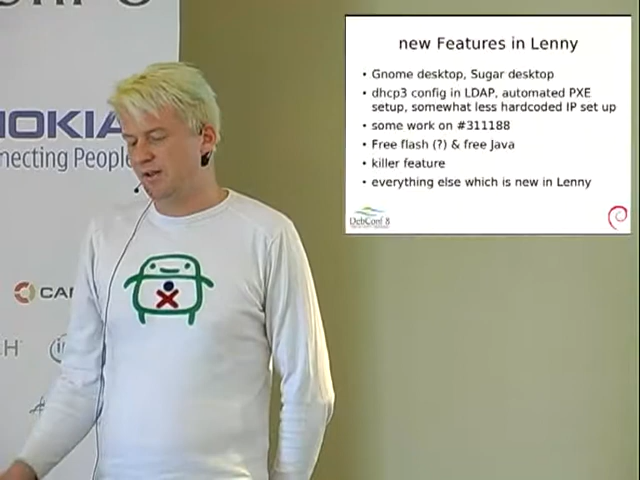 NOKIA
nnecting People
CAN
H
new Features in Lenny
• Gnome desktop, Sugar desktop
• dhcp3 config in LDAP, automated PXE
setup, somewhat less hardcoded IP set up
• some work on #311188
• Free flash (?) & free Java
• killer feature
• everything else which is new in Lenny
DebConf 8